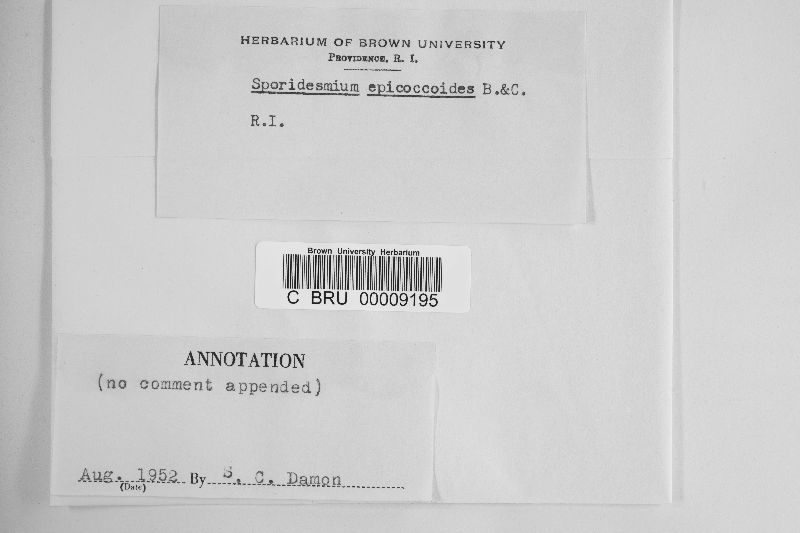 HERBARIUM OF BROWN UNIVERSITY
PROVIDENCE, R. I.
Sporidesmium epicoccoides B.&C.
R.I.
Brown University Herbarium
C BRU 00009195
ANNOTATION
(no comment appended)
Aug. 1952 By S. C. Damon
(Date)